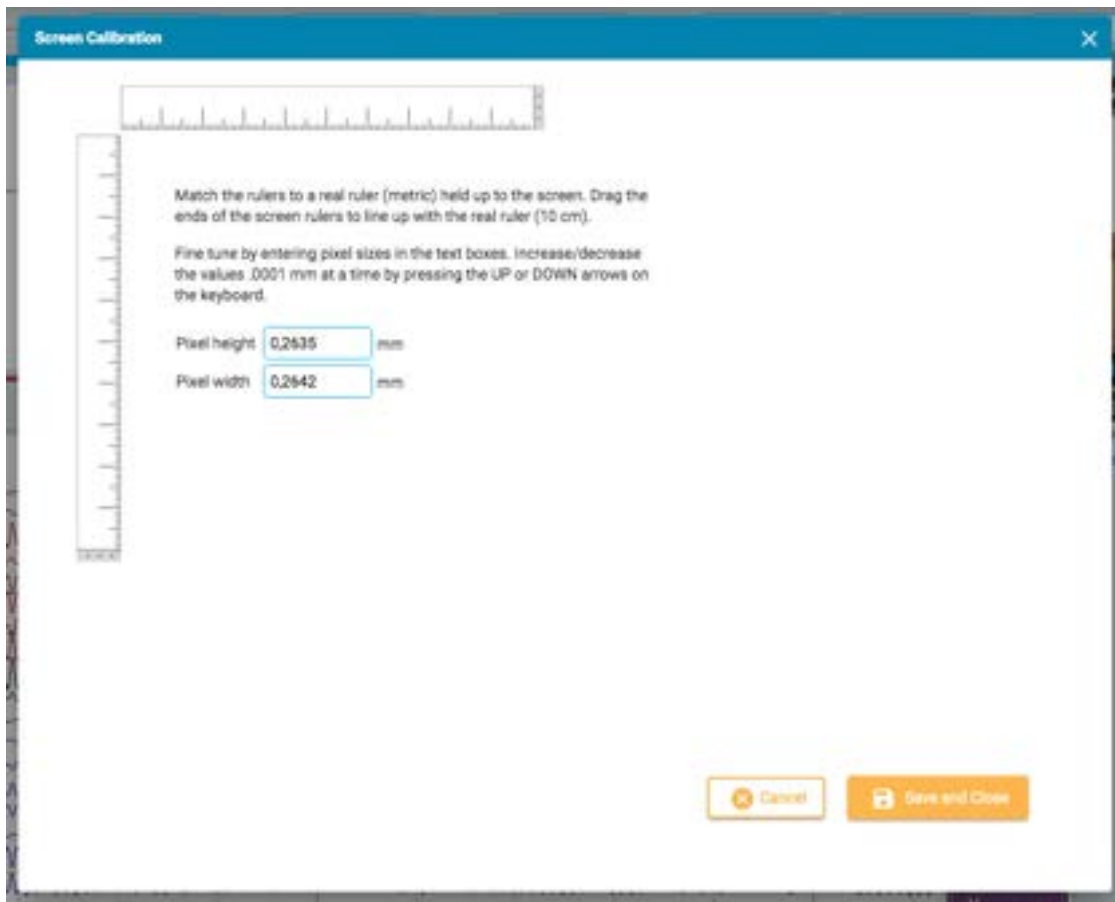 Screen Calibration
Match the rulers to a real ruler (metric) held up to the screen. Drag the
ends of the screen rulers to line up with the real ruler (10 cm).
Fine tune by entering pixel sizes in the text boxes. Increase/decrease
the values .0001 mm at a time by pressing the UP or DOWN arrows on
the keyboard.
Pixel height 0,2635 mm
Pixel width 0,2642 mm
Cancel Save and Close